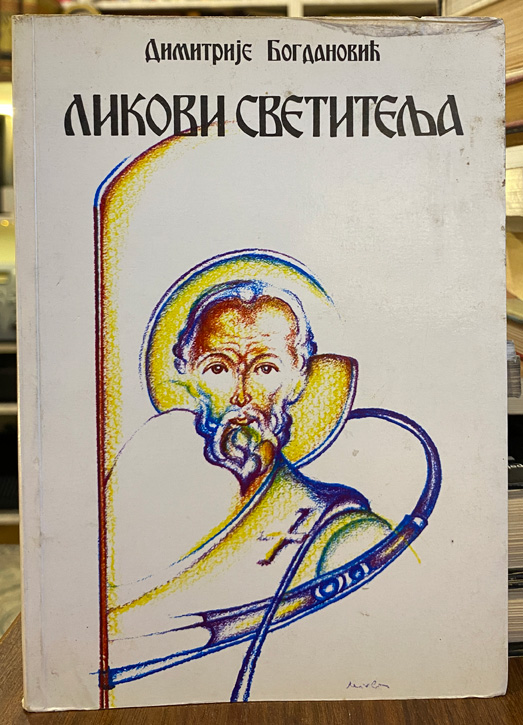 Димитрије Богдановић
ЛИКОВИ СВЕТИТЕЉА